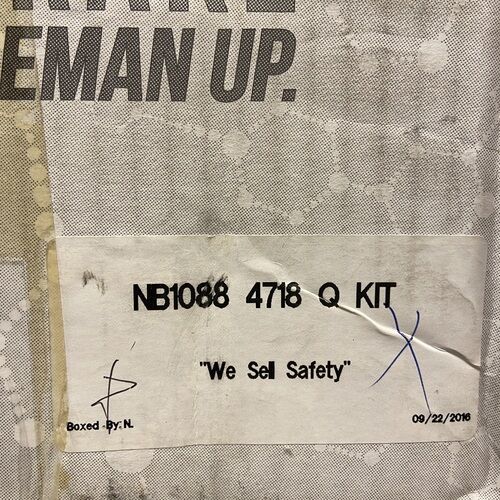 EMAN UP.
NB1088 4718 Q KIT
"We Sell Safety"
Boxed By: N.
09/22/2016